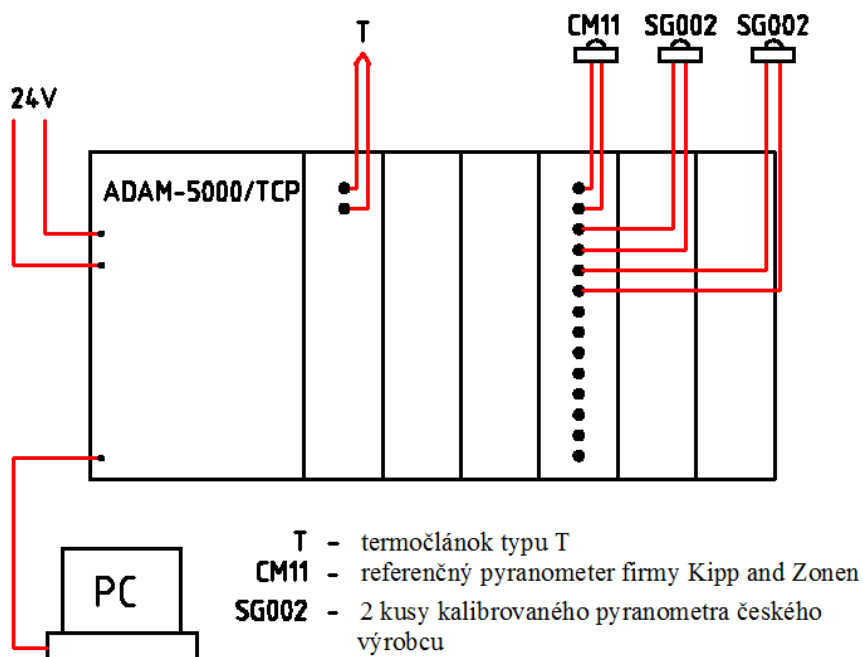 T
CM11 SG002 SG002
24V
ADAM-5000/TCP
PC
T - termočlánok typu T
CM11 - referenčný pyranometer firmy Kipp and Zonen
SG002 - 2 kusy kalibrovaného pyranometra českého
výrobcu